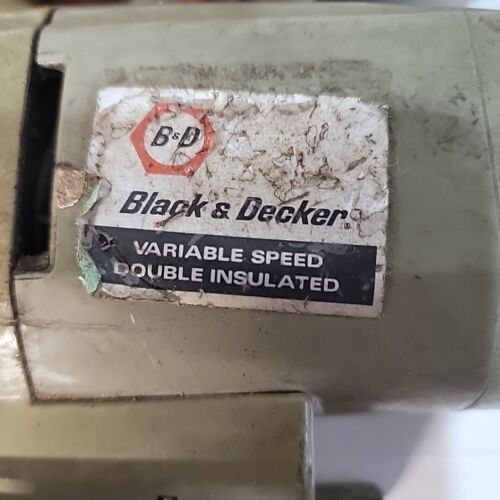 B&D
Black & Decker®
VARIABLE SPEED
DOUBLE INSULATED